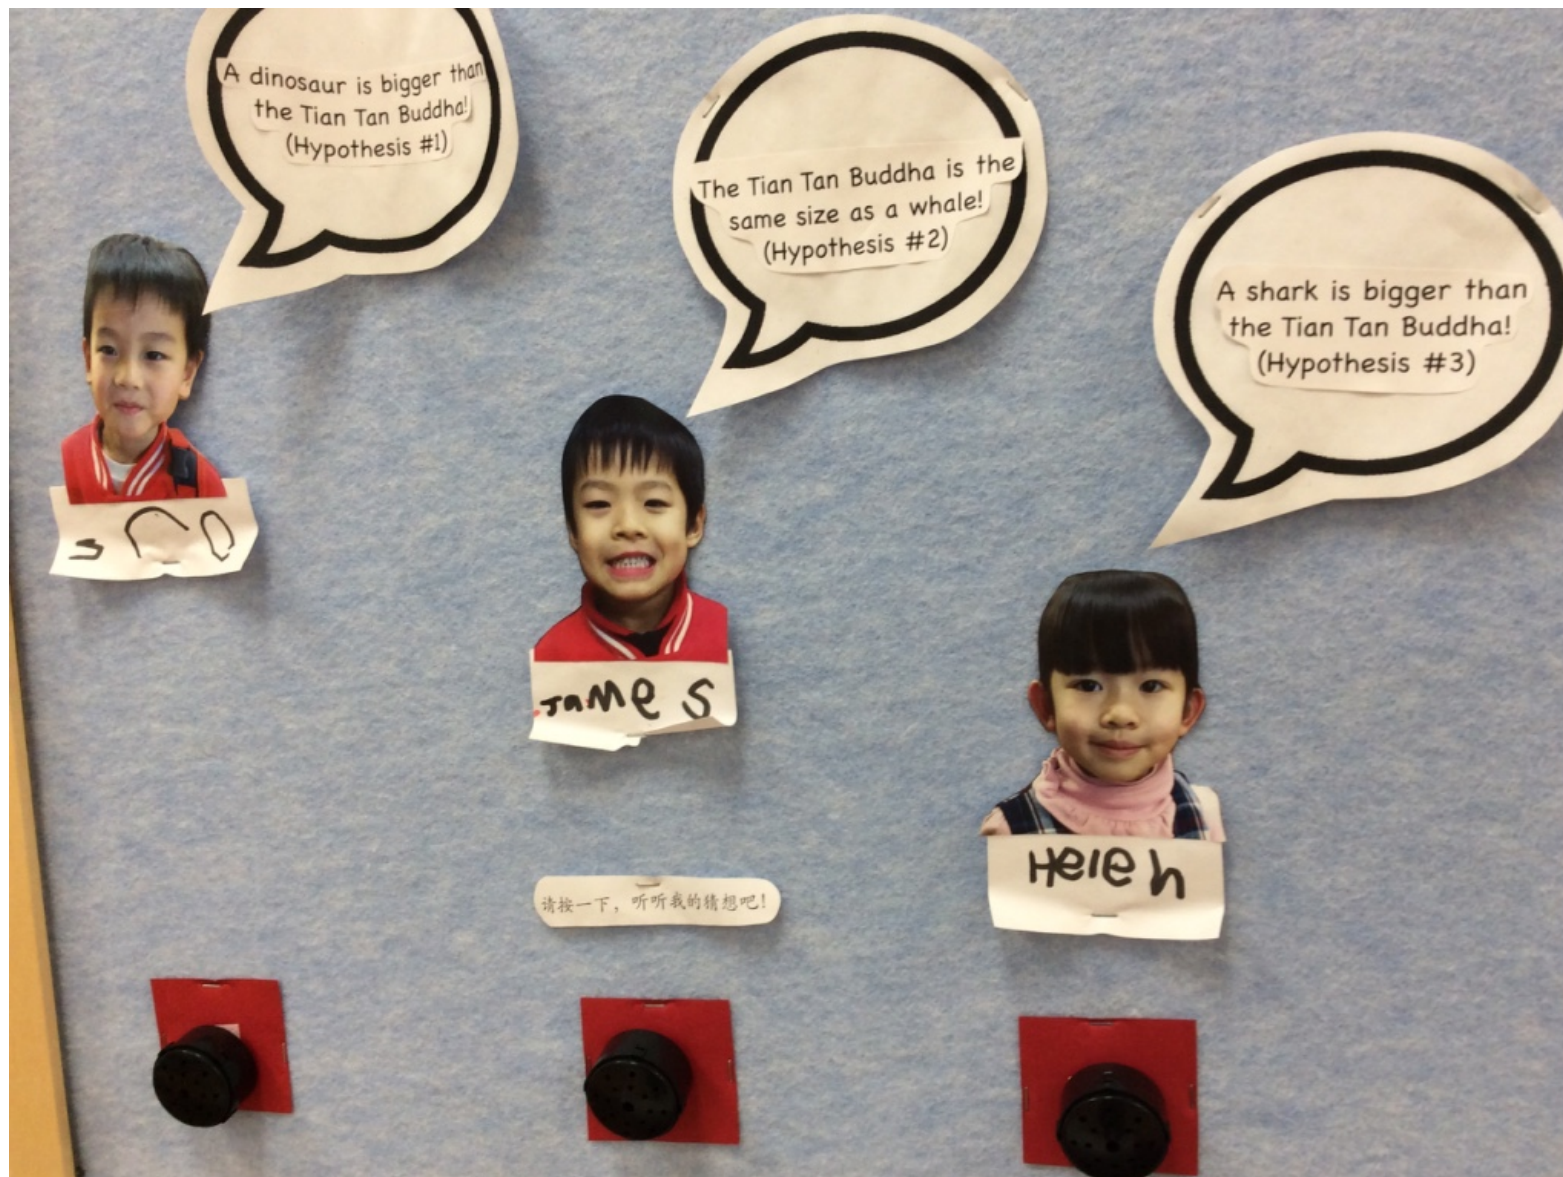 A dinosaur is bigger than
the Tian Tan Buddha!
(Hypothesis #1)
The Tian Tan Buddha is the
same size as a whale!
(Hypothesis #2)
A shark is bigger than
the Tian Tan Buddha!
(Hypothesis #3)
James
Helen
请按一下，听听我的猜想吧！